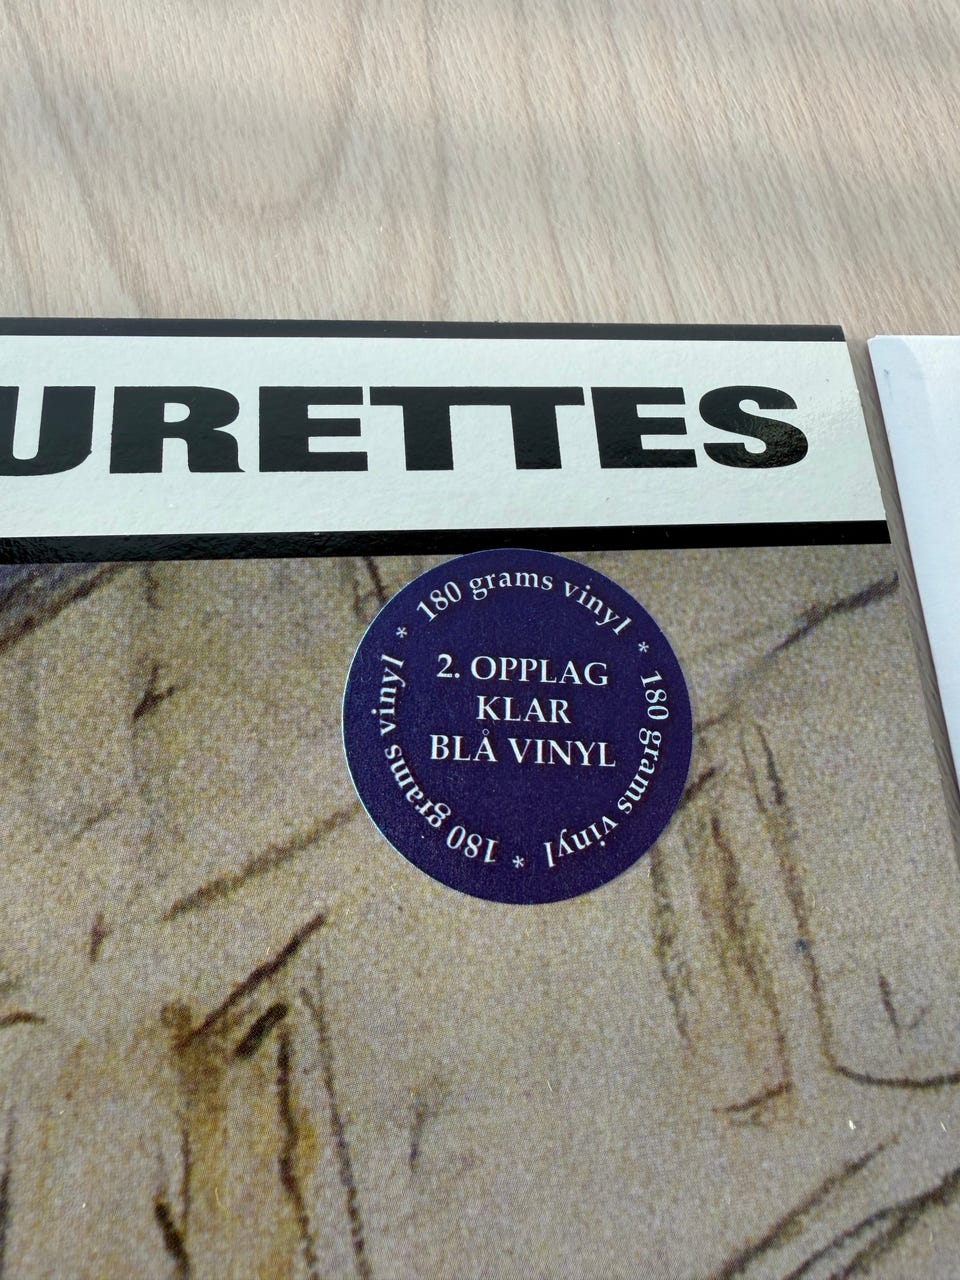 URETTES
180 grams vinyl * 180 grams vinyl * 180 grams vinyl *
2. OPPLAG
KLAR
BLÅ VINYL